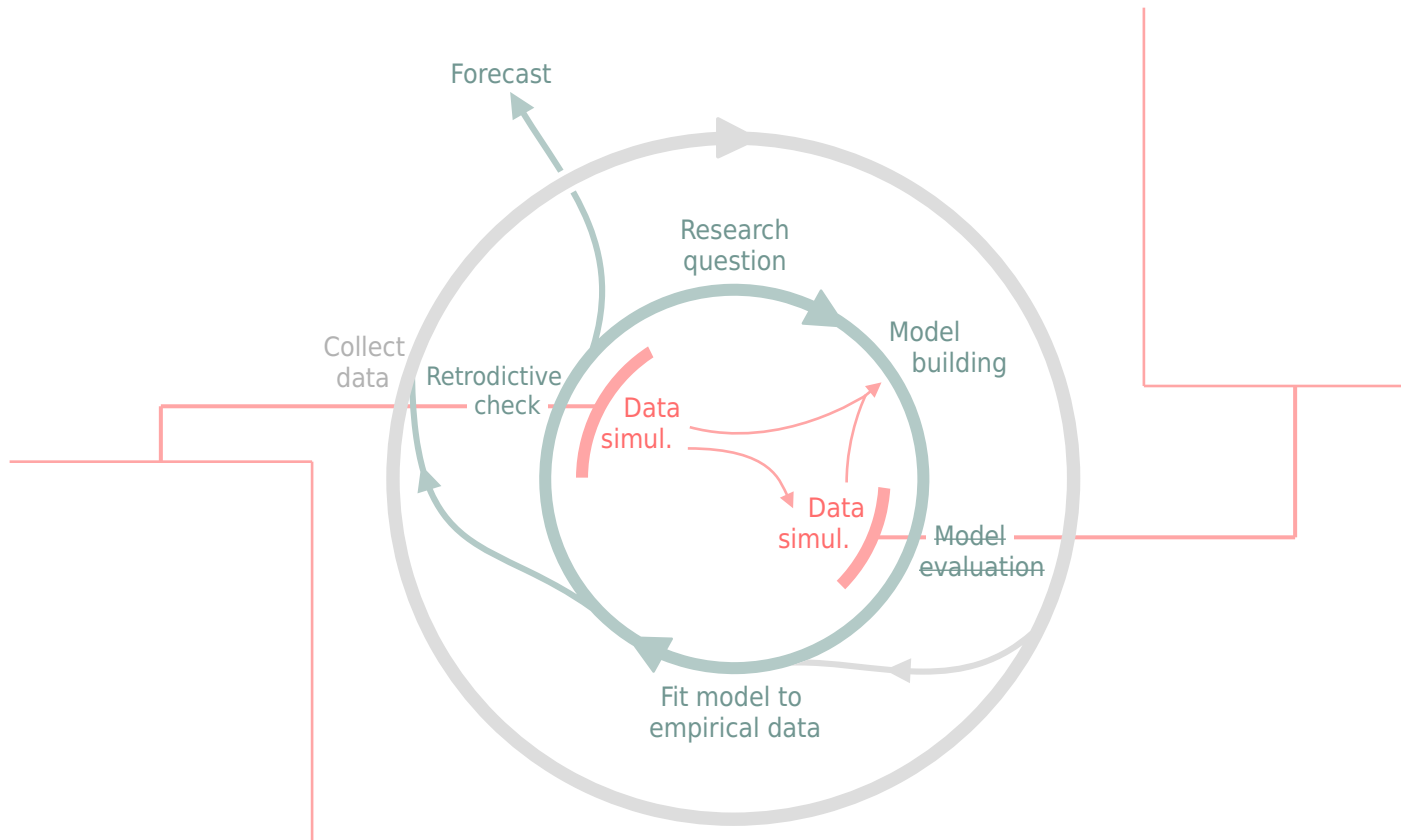 Forecast
Research
question
Model
building
Collect
data
Retrodictive
check
Data
simul.
Data
simul.
Model
evaluation
Fit model to
empirical data